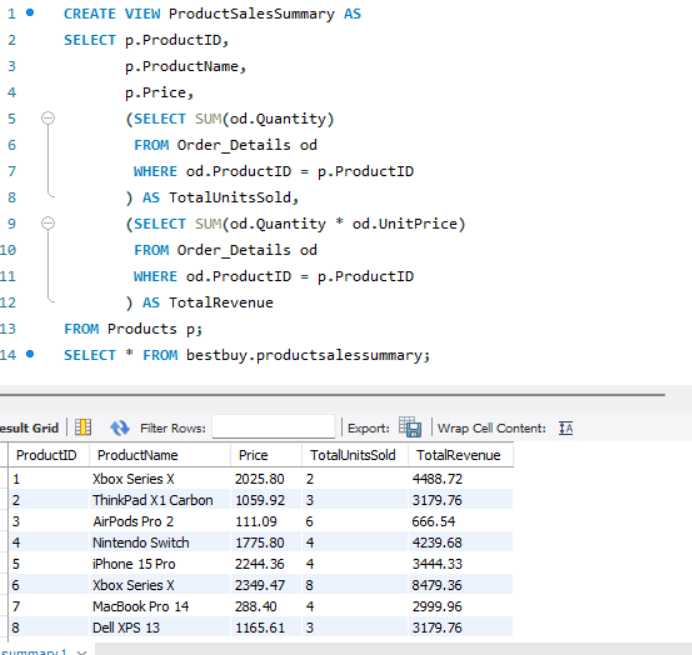 1 CREATE VIEW ProductSalesSummary AS
2 SELECT p.ProductID,
3 p.ProductName,
4 p.Price,
5 (SELECT SUM(od.Quantity)
6 FROM Order_Details od
7 WHERE od.ProductID = p.ProductID
8 ) AS TotalUnitsSold,
9 (SELECT SUM(od.Quantity * od.UnitPrice)
10 FROM Order_Details od
11 WHERE od.ProductID = p.ProductID
12 ) AS TotalRevenue
13 FROM Products p;
14 SELECT * FROM bestbuy.productsalessummary;
esult Grid Filter Rows: Export: Wrap Cell Content: IA
ProductID ProductName Price TotalUnitsSold TotalRevenue
1 Xbox Series X 2025.80 2 4488.72
2 ThinkPad X1 Carbon 1059.92 3 3179.76
3 AirPods Pro 2 111.09 6 666.54
4 Nintendo Switch 1775.80 4 4239.68
5 iPhone 15 Pro 2244.36 4 3444.33
6 Xbox Series X 2349.47 8 8479.36
7 MacBook Pro 14 288.40 4 2999.96
8 Dell XPS 13 1165.61 3 3179.76